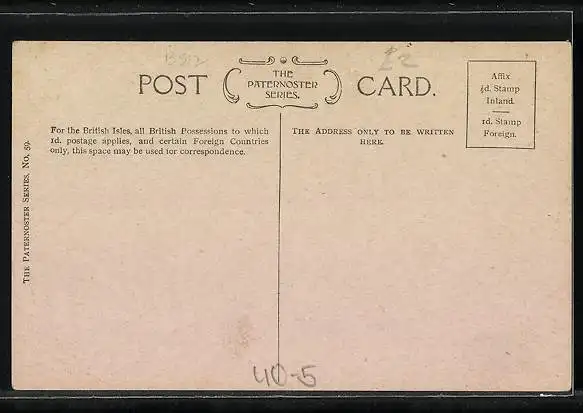 B817
£2
POST
THE
PATERNOSTER
SERIES.
CARD.
Affix
½d. Stamp
Inland.
1d. Stamp
Foreign.
For the British Isles, all British Possessions to which
1d. postage applies, and certain Foreign Countries
only, this space may be used for correspondence.
THE ADDRESS ONLY TO BE WRITTEN
HERE.
THE PATERNOSTER SERIES, NO, 59.
40-5